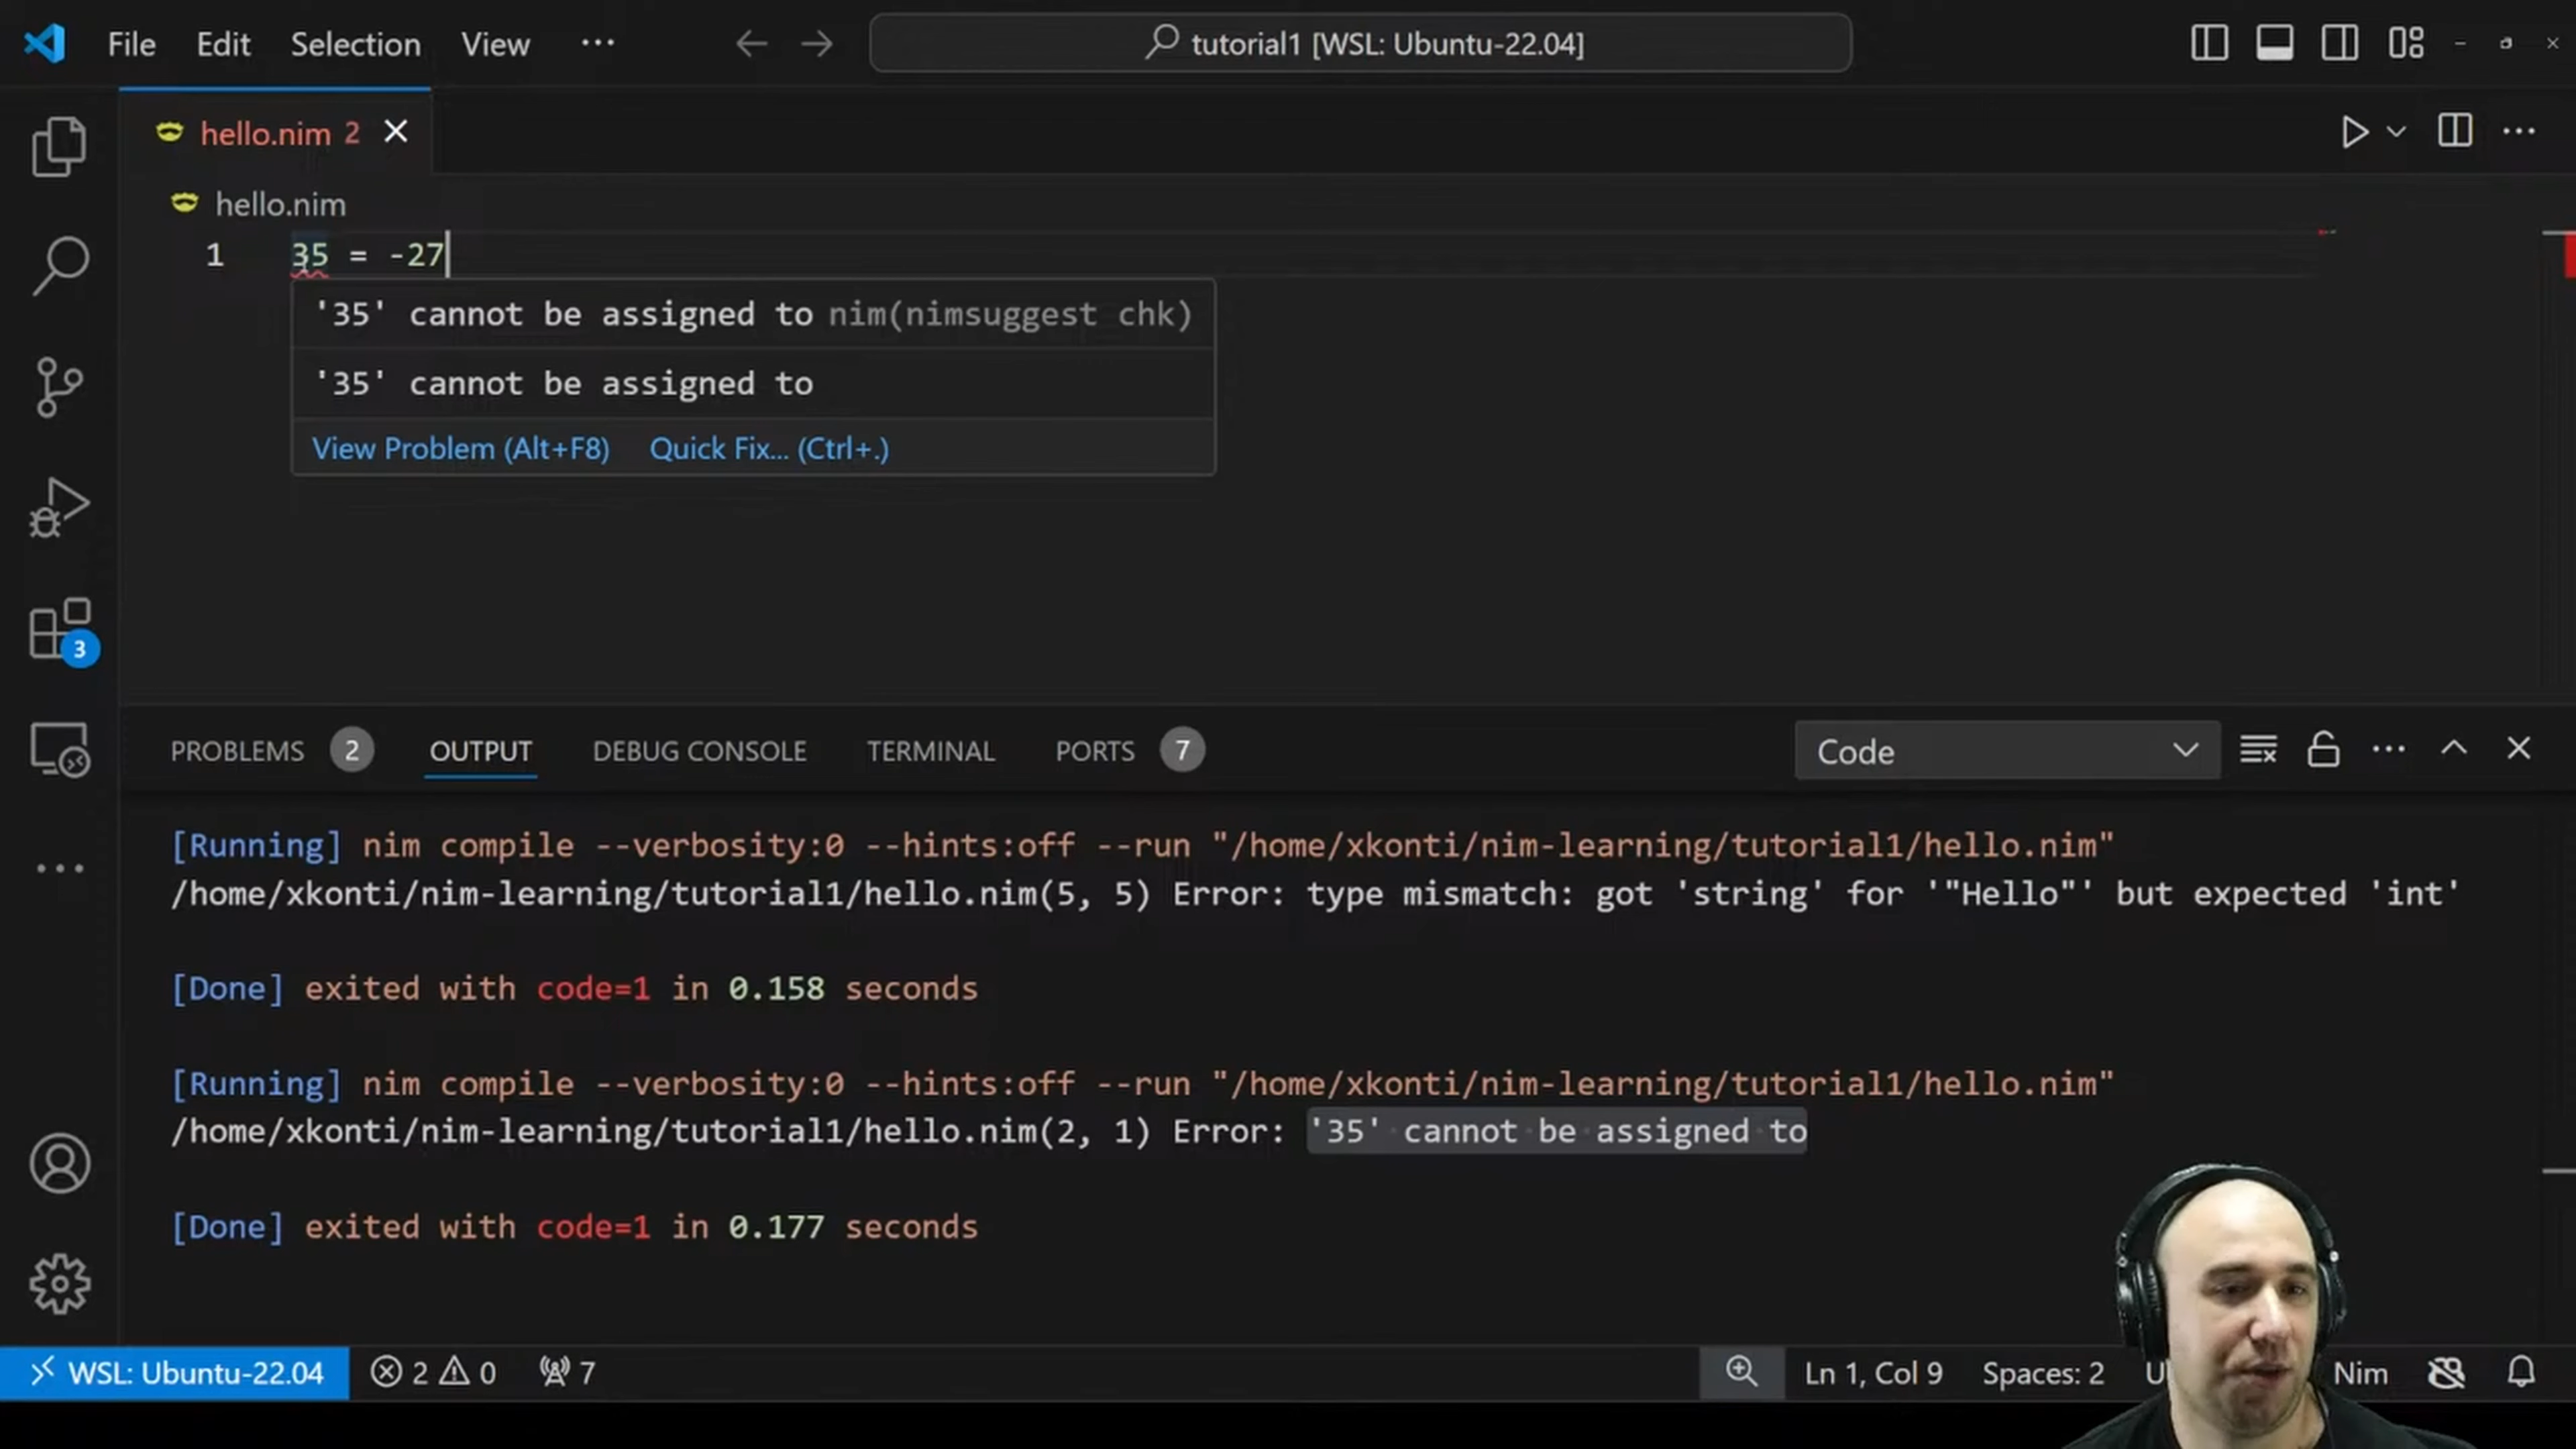 File Edit Selection View ··· tutorial1 [WSL: Ubuntu-22.04]
hello.nim 2
hello.nim
1 35 = -27
'35' cannot be assigned to nim(nimsuggest chk)
'35' cannot be assigned to
View Problem (Alt+F8) Quick Fix... (Ctrl+.)
3
PROBLEMS 2 OUTPUT DEBUG CONSOLE TERMINAL PORTS 7 Code
[Running] nim compile --verbosity:0 --hints:off --run "/home/xkonti/nim-learning/tutorial1/hello.nim"
/home/xkonti/nim-learning/tutorial1/hello.nim(5, 5) Error: type mismatch: got 'string' for '"Hello"' but expected 'int'
[Done] exited with code=1 in 0.158 seconds
[Running] nim compile --verbosity:0 --hints:off --run "/home/xkonti/nim-learning/tutorial1/hello.nim"
/home/xkonti/nim-learning/tutorial1/hello.nim(2, 1) Error: '35' cannot be assigned to
[Done] exited with code=1 in 0.177 seconds
WSL: Ubuntu-22.04 2 0 7 Ln 1, Col 9 Spaces: 2 Nim